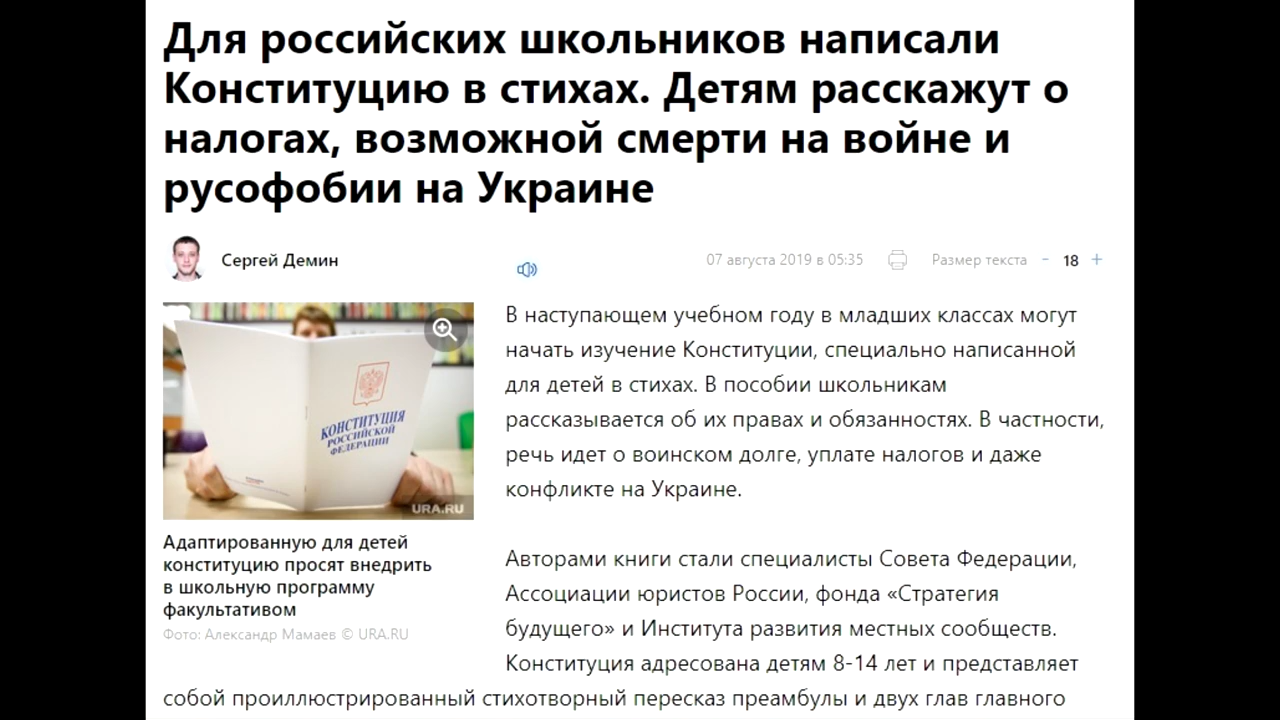 Для российских школьников написали
Конституцию в стихах. Детям расскажут о
налогах, возможной смерти на войне и
русофобии на Украине
Сергей Демин
07 августа 2019 в 05:35
Размер текста - 18 +
КОНСТИТУЦИЯ
РОССИЙСКОЙ
ФЕДЕРАЦИИ
URA.RU
Адаптированную для детей
конституцию просят внедрить
в школьную программу
факультативом
Фото: Александр Мамаев © URA.RU
В наступающем учебном году в младших классах могут
начать изучение Конституции, специально написанной
для детей в стихах. В пособии школьникам
рассказывается об их правах и обязанностях. В частности,
речь идет о воинском долге, уплате налогов и даже
конфликте на Украине.
Авторами книги стали специалисты Совета Федерации,
Ассоциации юристов России, фонда «Стратегия
будущего» и Института развития местных сообществ.
Конституция адресована детям 8-14 лет и представляет
собой проиллюстрированный стихотворный пересказ преамбулы и двух глав главного